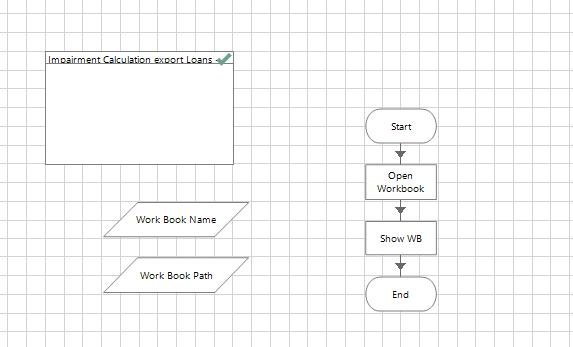 Impairment Calculation export Loans
Start
Open
Workbook
Work Book Name
Show WB
Work Book Path
End